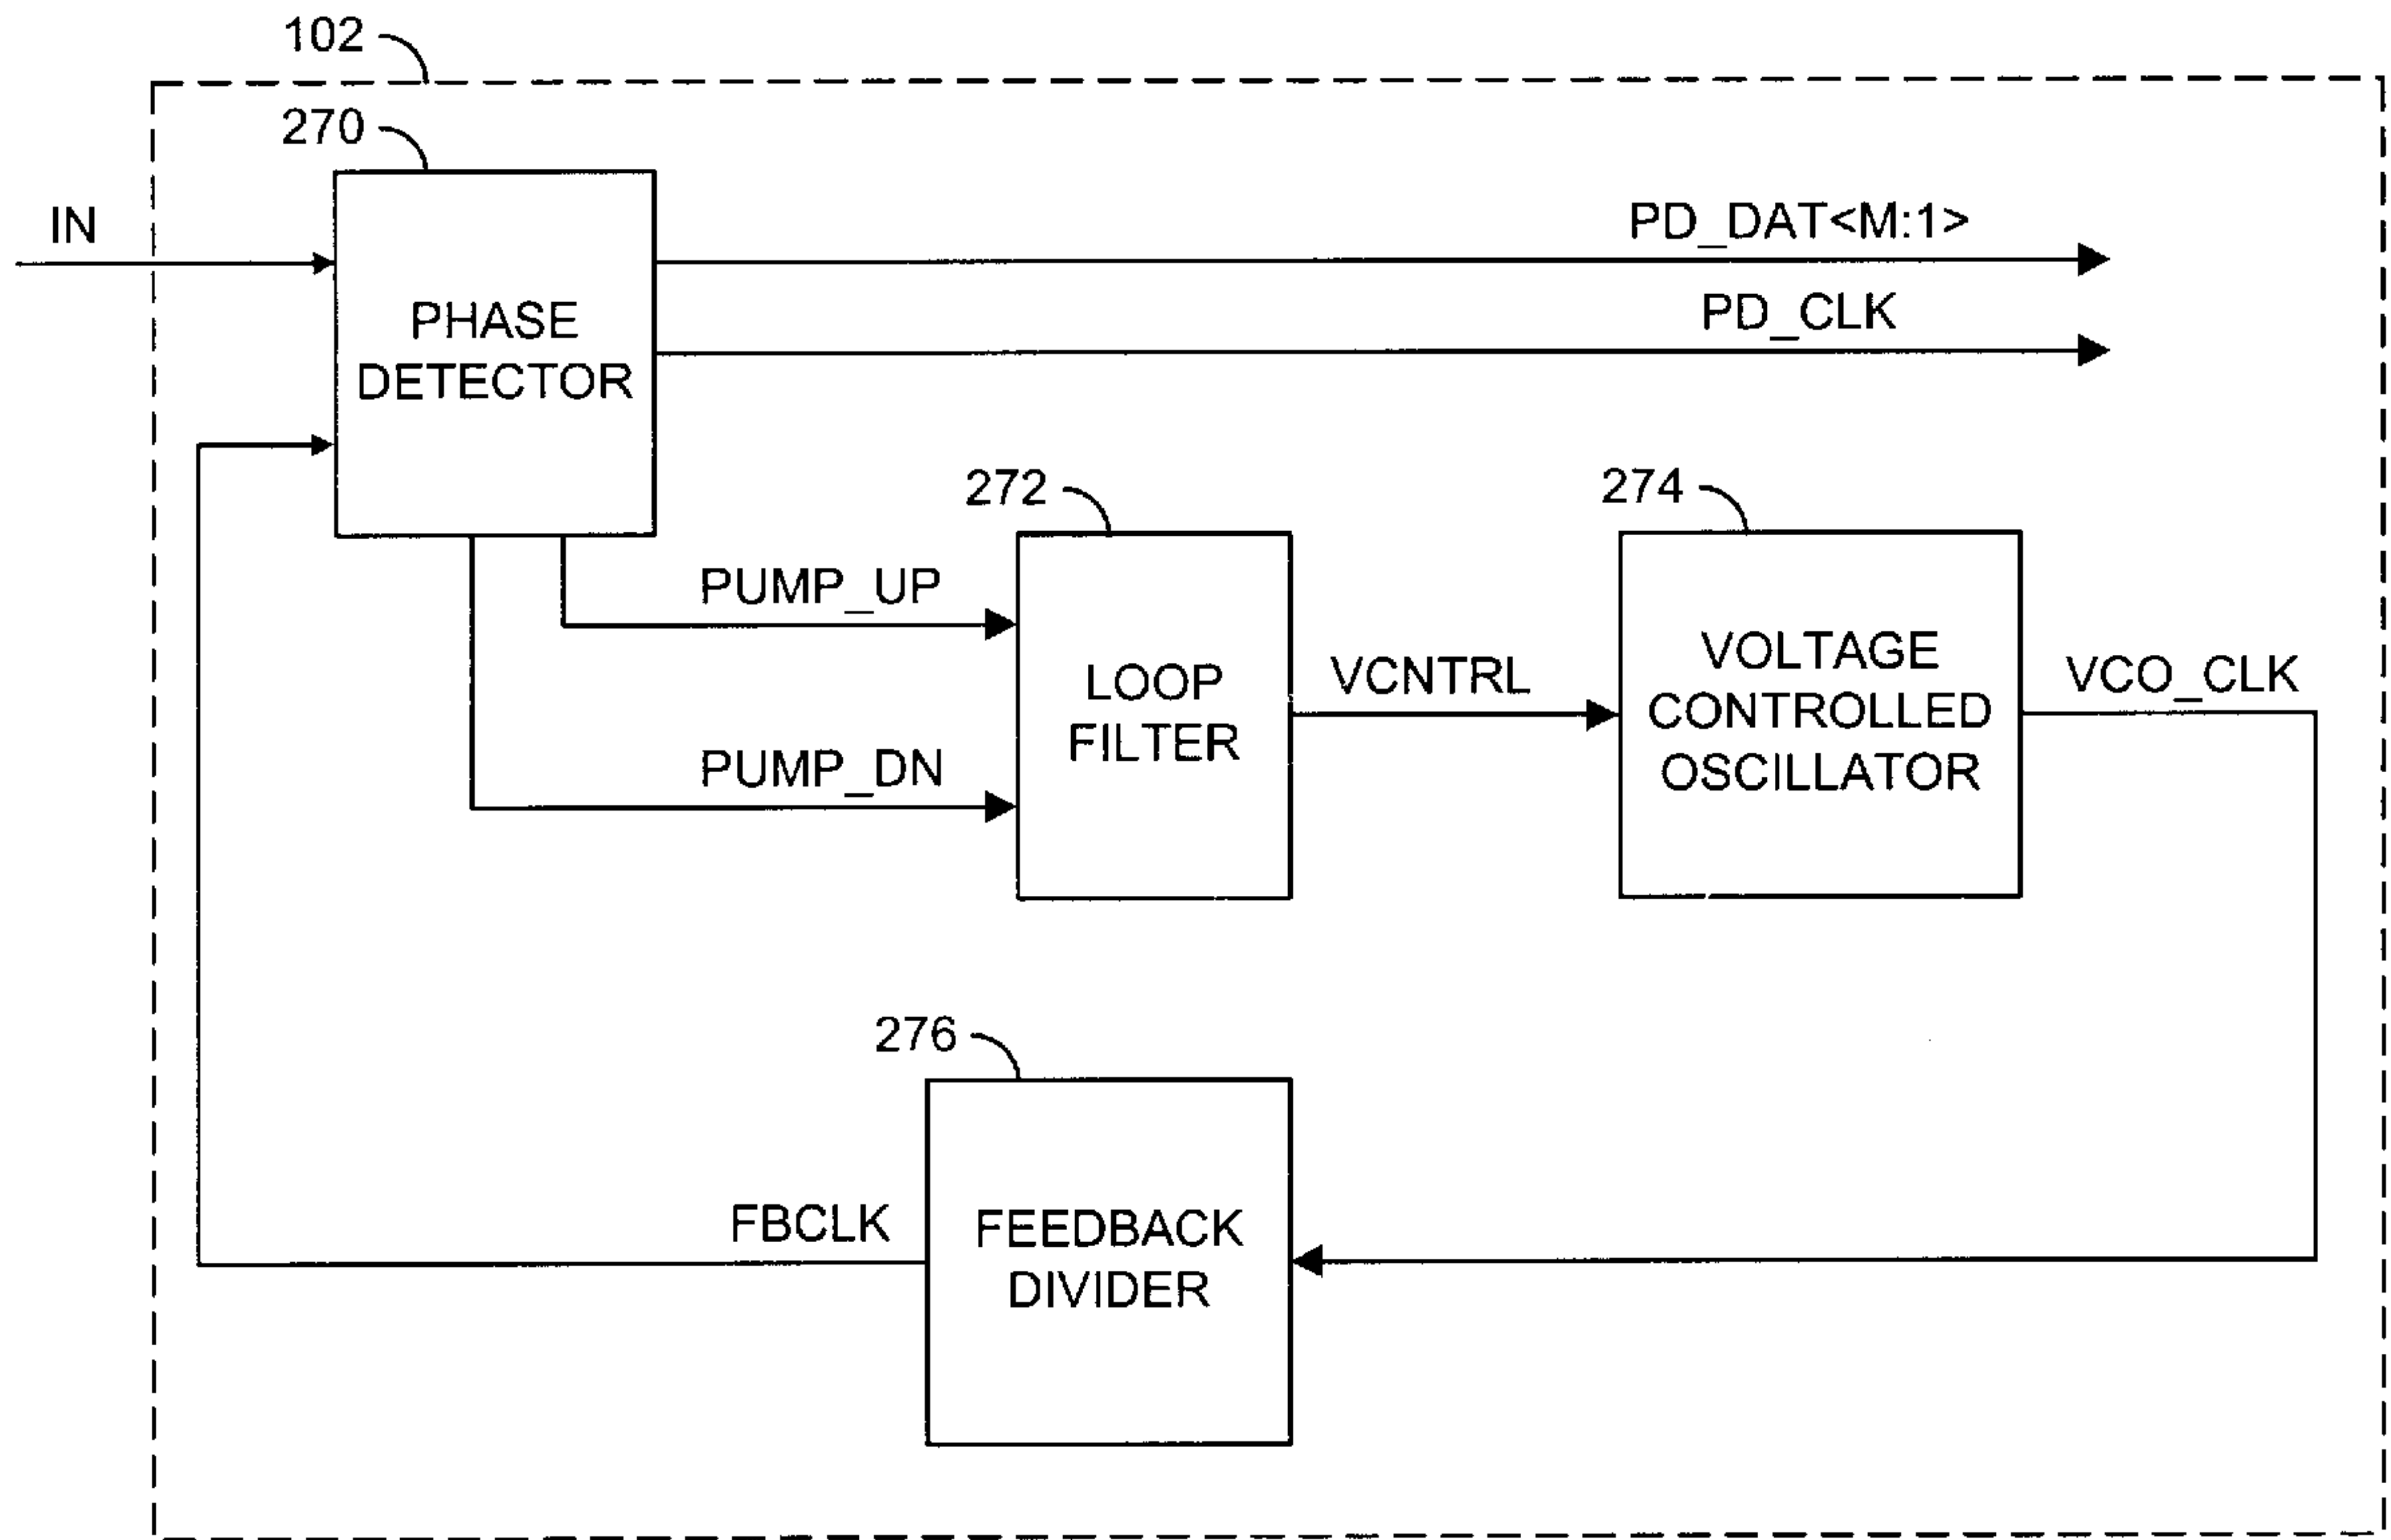 102
270
IN
PD_DAT<M:1>
PD_CLK
PHASE
DETECTOR
272
274
PUMP_UP
PUMP_DN
LOOP
FILTER
VCNTRL
VOLTAGE
CONTROLLED
OSCILLATOR
VCO_CLK
276
FBCLK
FEEDBACK
DIVIDER